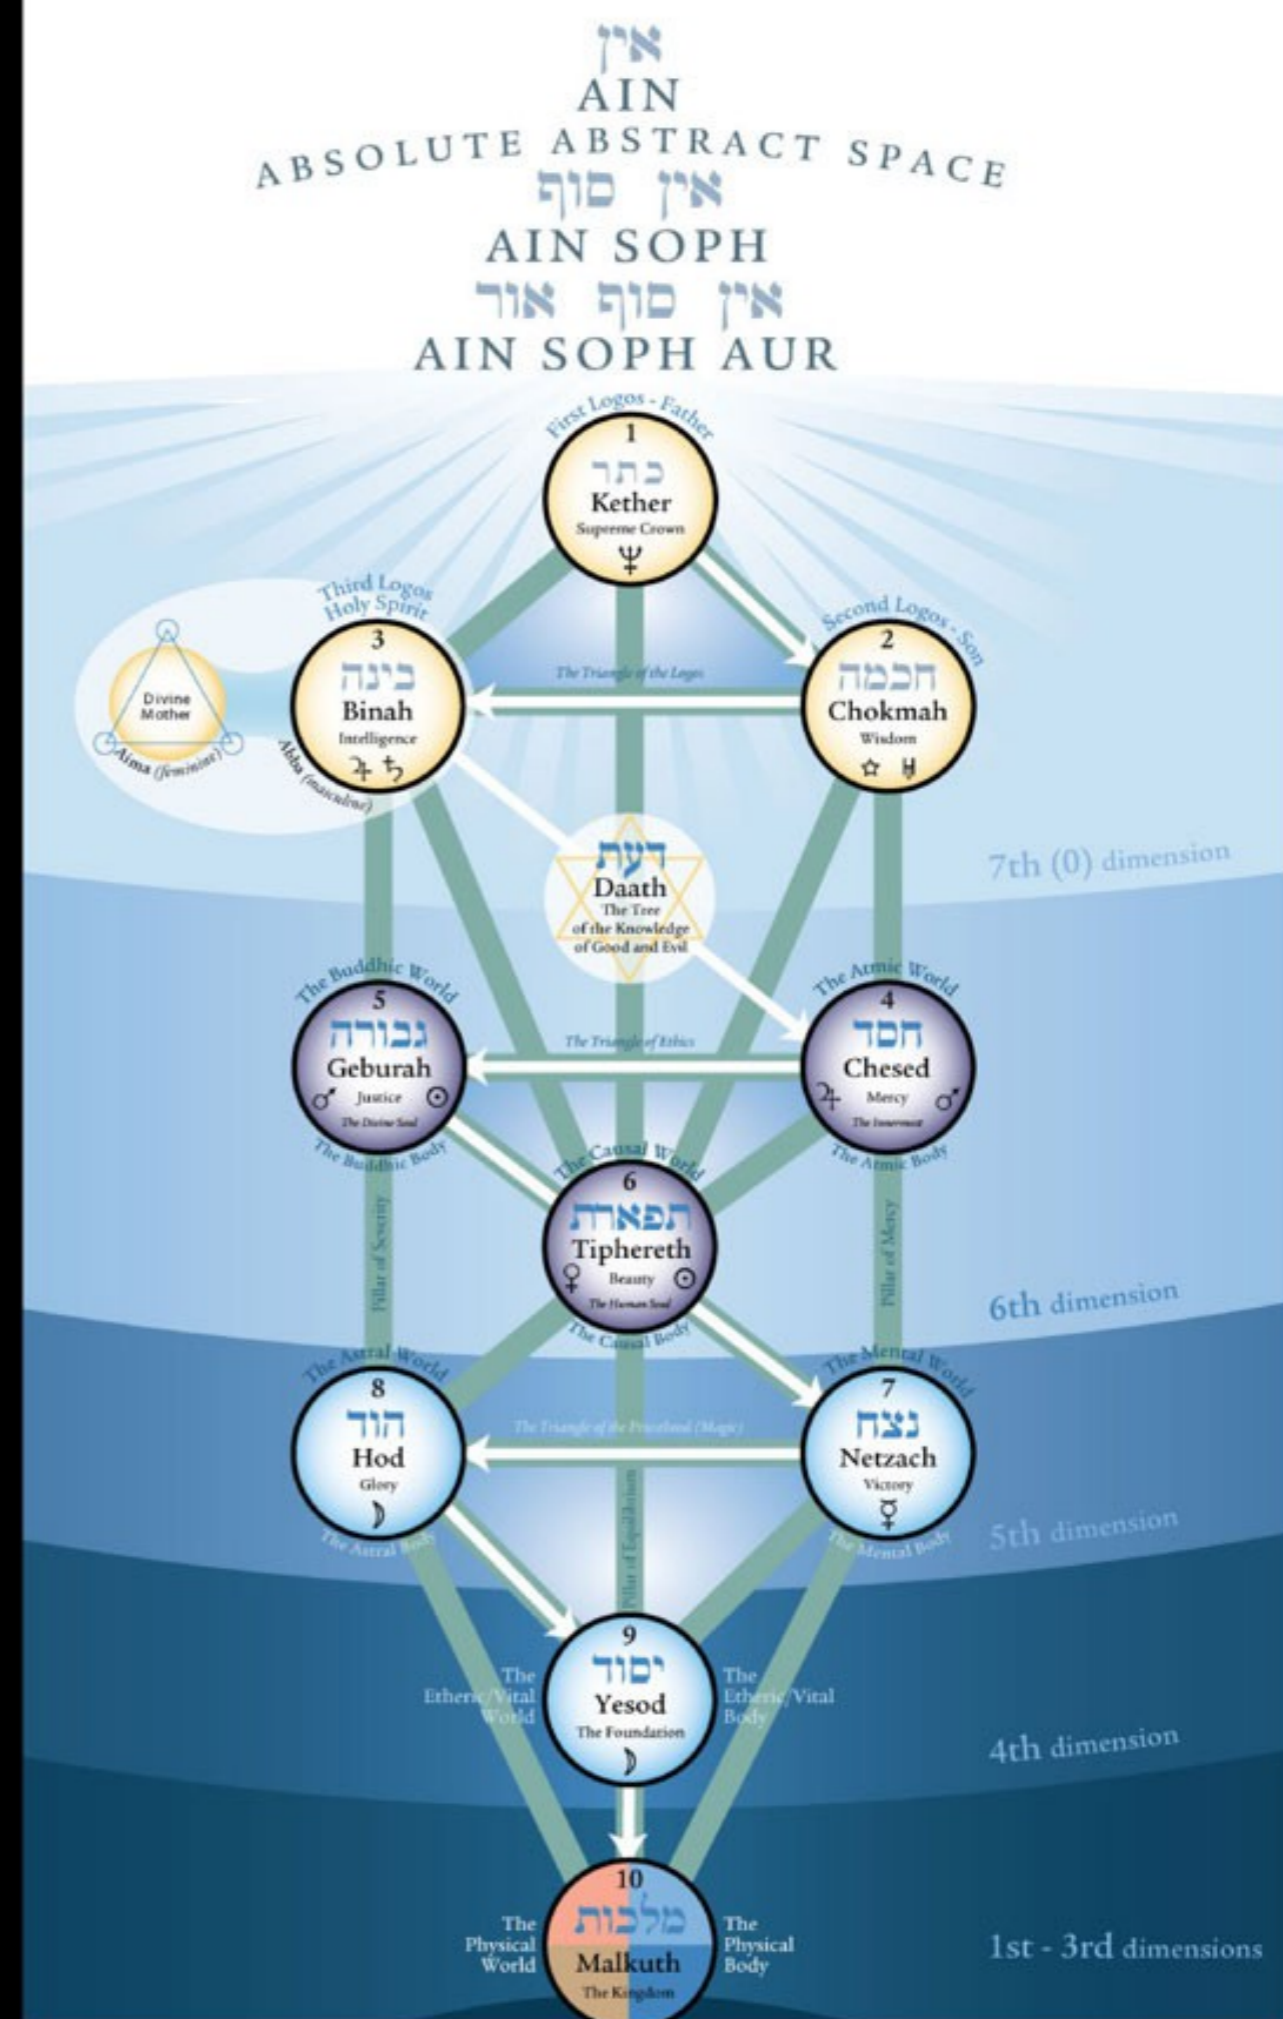 אין
AIN
ABSOLUTE ABSTRACT SPACE
אין סוף
AIN SOPH
אין סוף אור
AIN SOPH AUR
First Logos - Father
1
כתר
Kether
Supreme Crown
♆
Third Logos
Holy Spirit
3
בינה
Binah
Intelligence
♃ ♄
Abba (masculine)
Divine
Mother
Aima (feminine)
Second Logos - Son
2
חכמה
Chokmah
Wisdom
☆ ♅
The Triangle of the Logos
דעת
Daath
The Tree
of the Knowledge
of Good and Evil
7th (0) dimension
The Buddhic World
5
גבורה
Geburah
♂ Justice ☉
The Divine Soul
The Buddhic Body
The Atmic World
4
חסד
Chesed
♃ Mercy ♂
The Innermost
The Atmic Body
The Triangle of Ethics
The Causal World
6
תפארת
Tiphereth
♀ Beauty ☉
The Human Soul
The Causal Body
Pillar of Severity
Pillar of Mercy
6th dimension
The Astral World
8
הוד
Hod
Glory
☽
The Astral Body
The Mental World
7
נצח
Netzach
Victory
☿
The Mental Body
The Triangle of the Priesthood (Magic)
Pillar of Equilibrium
5th dimension
The
Etheric/Vital
World
9
יסוד
Yesod
The Foundation
☽
The
Etheric/Vital
Body
4th dimension
The
Physical
World
10
מלכות
Malkuth
The Kingdom
The
Physical
Body
1st - 3rd dimensions